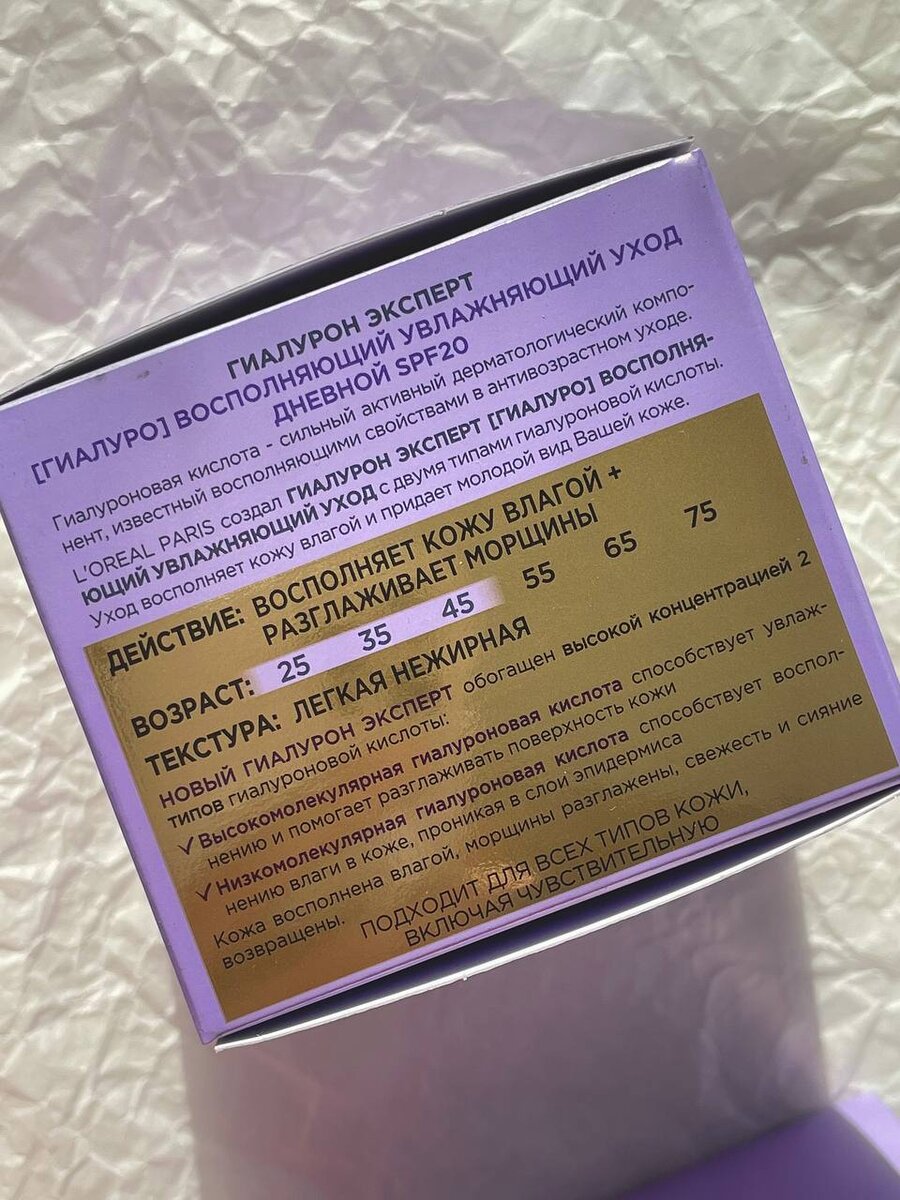 ГИАЛУРОН ЭКСПЕРТ
[ГИАЛУРО] ВОСПОЛНЯЮЩИЙ УВЛАЖНЯЮЩИЙ УХОД
ДНЕВНОЙ SPF20
Гиалуроновая кислота - сильный активный дерматологический компо-
нент, известный восполняющими свойствами в антивозрастном уходе.
L'OREAL PARIS создал ГИАЛУРОН ЭКСПЕРТ [ГИАЛУРО] ВОСПОЛНЯ-
ЮЩИЙ УВЛАЖНЯЮЩИЙ УХОД с двумя типами гиалуроновой кислоты.
Уход восполняет кожу влагой и придает молодой вид Вашей коже.
ДЕЙСТВИЕ: ВОСПОЛНЯЕТ КОЖУ ВЛАГОЙ +
РАЗГЛАЖИВАЕТ МОРЩИНЫ
ВОЗРАСТ: 25 35 45 55 65 75
ТЕКСТУРА: ЛЕГКАЯ НЕЖИРНАЯ
НОВЫЙ ГИАЛУРОН ЭКСПЕРТ обогащен высокой концентрацией 2
типов гиалуроновой кислоты:
✓Высокомолекулярная гиалуроновая кислота способствует увлаж-
нению и помогает разглаживать поверхность кожи
✓Низкомолекулярная гиалуроновая кислота способствует воспол-
нению влаги в коже, проникая в слои эпидермиса
Кожа восполнена влагой, морщины разглажены, свежесть и сияние
возвращены.
ПОДХОДИТ ДЛЯ ВСЕХ ТИПОВ КОЖИ,
ВКЛЮЧАЯ ЧУВСТВИТЕЛЬНУЮ